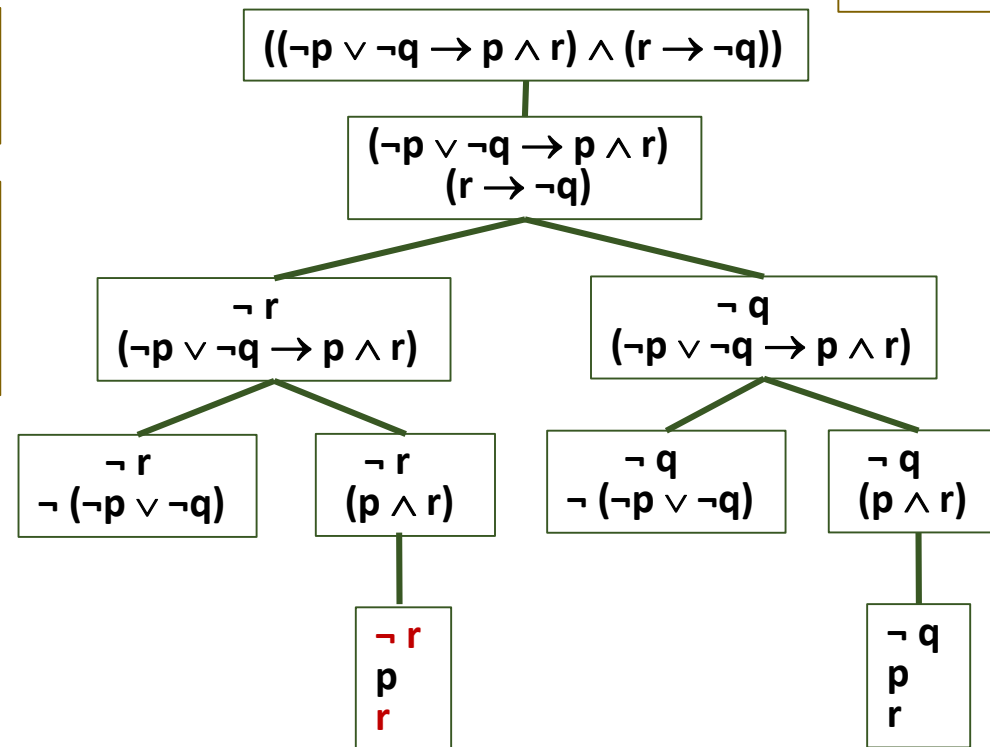 ((¬p ∨ ¬q → p ∧ r) ∧ (r → ¬q))
(¬p ∨ ¬q → p ∧ r)
(r → ¬q)
¬ r
(¬p ∨ ¬q → p ∧ r)
¬ q
(¬p ∨ ¬q → p ∧ r)
¬ r
¬ (¬p ∨ ¬q)
¬ r
(p ∧ r)
¬ q
¬ (¬p ∨ ¬q)
¬ q
(p ∧ r)
¬ r
p
r
¬ q
p
r